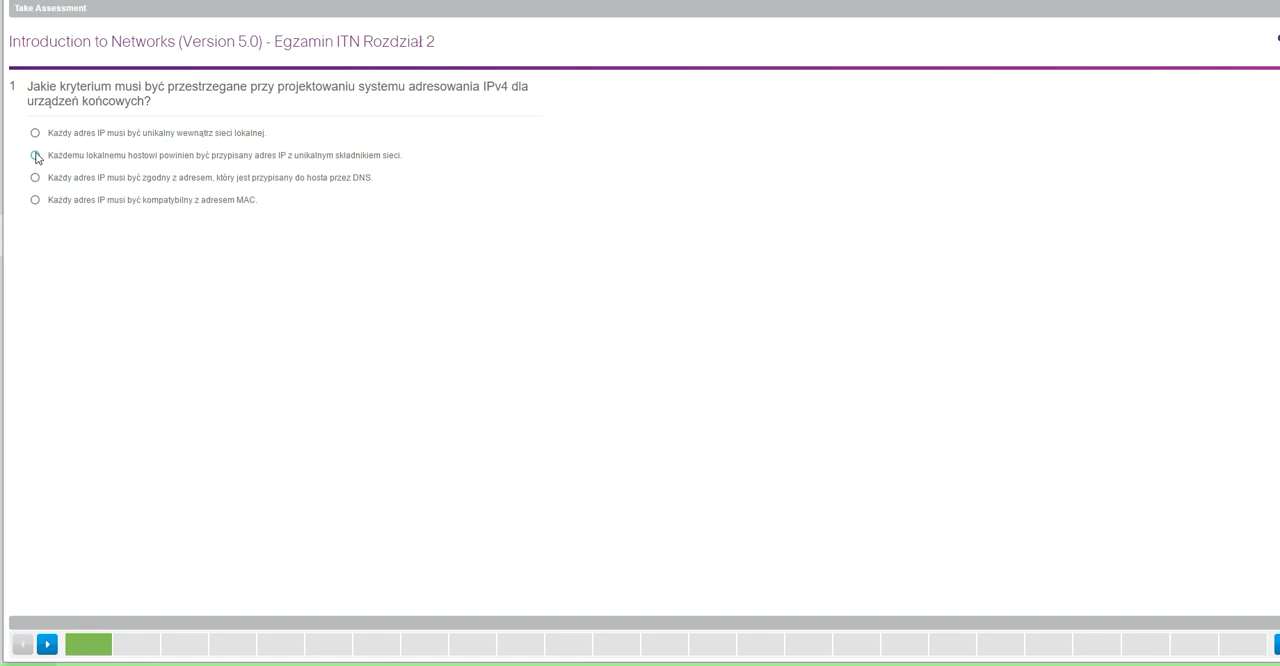 Take Assessment
Introduction to Networks (Version 5.0) - Egzamin ITN Rozdział 2
1 Jakie kryterium musi być przestrzegane przy projektowaniu systemu adresowania IPv4 dla
urządzeń końcowych?
Każdy adres IP musi być unikalny wewnątrz sieci lokalnej.
Każdemu lokalnemu hostowi powinien być przypisany adres IP z unikalnym składnikiem sieci.
Każdy adres IP musi być zgodny z adresem, który jest przypisany do hosta przez DNS.
Każdy adres IP musi być kompatybilny z adresem MAC.